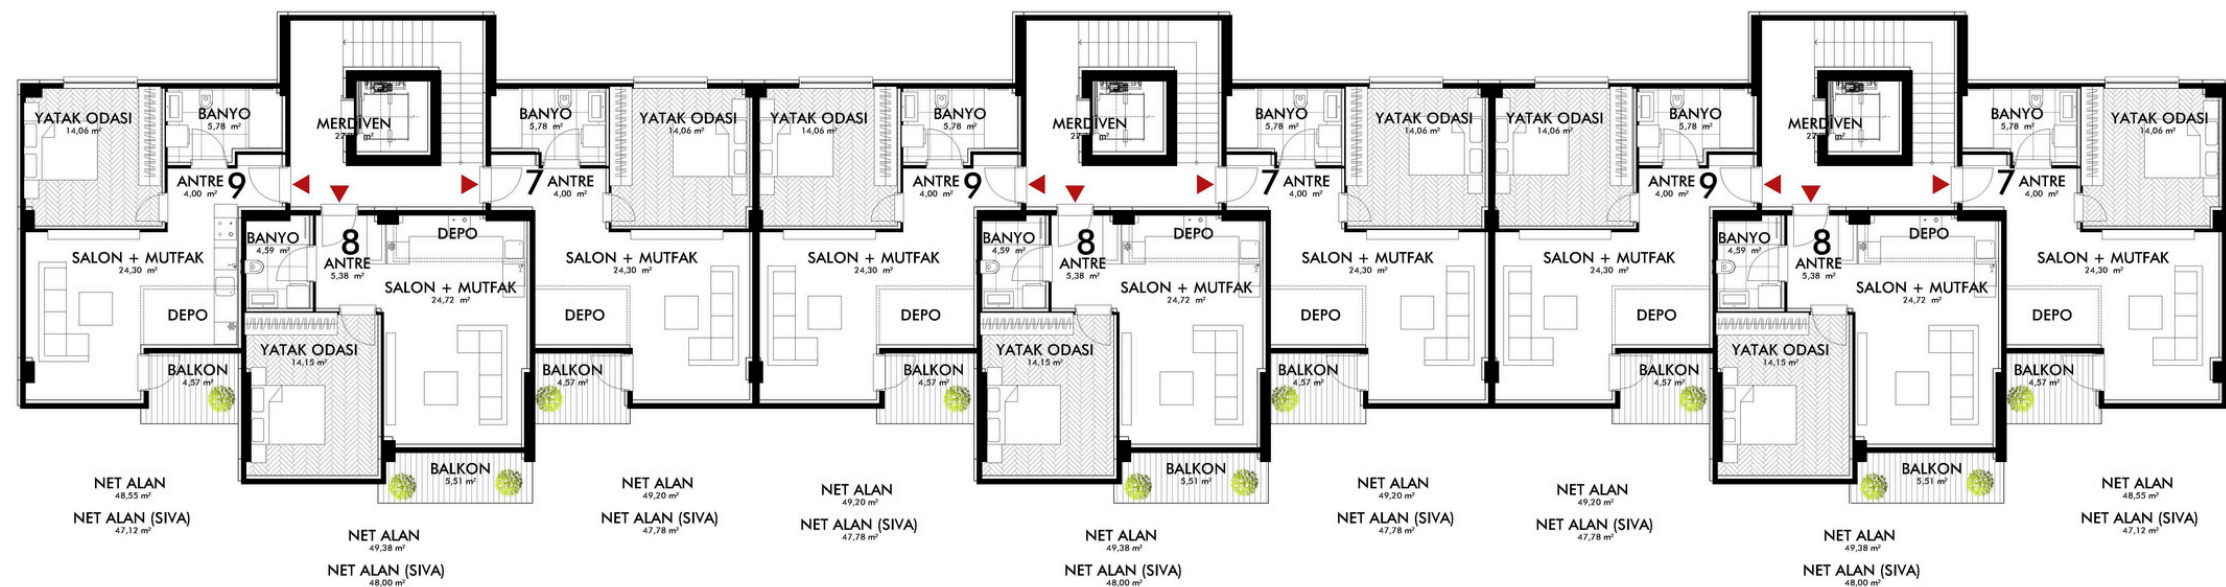 YATAK ODASI
14,06 m²
BANYO
5,78 m²
MERDİVEN
ANTRE
4,00 m²
9
7
BANYO
5,78 m²
ANTRE
4,00 m²
YATAK ODASI
14,06 m²
SALON + MUTFAK
24,30 m²
DEPO
BALKON
4,57 m²
BANYO
4,59 m²
8
ANTRE
5,38 m²
DEPO
SALON + MUTFAK
24,72 m²
YATAK ODASI
14,15 m²
BALKON
5,51 m²
SALON + MUTFAK
24,30 m²
DEPO
BALKON
4,57 m²
NET ALAN
48,55 m²
NET ALAN (SIVA)
47,12 m²
NET ALAN
49,38 m²
NET ALAN (SIVA)
48,00 m²
NET ALAN
49,20 m²
NET ALAN (SIVA)
47,78 m²
YATAK ODASI
14,06 m²
BANYO
5,78 m²
MERDİVEN
ANTRE
4,00 m²
9
7
BANYO
5,78 m²
ANTRE
4,00 m²
YATAK ODASI
14,06 m²
SALON + MUTFAK
24,30 m²
DEPO
BALKON
4,57 m²
BANYO
4,59 m²
8
ANTRE
5,38 m²
DEPO
SALON + MUTFAK
24,72 m²
YATAK ODASI
14,15 m²
BALKON
5,51 m²
SALON + MUTFAK
24,30 m²
DEPO
BALKON
4,57 m²
NET ALAN
49,20 m²
NET ALAN (SIVA)
47,78 m²
NET ALAN
49,38 m²
NET ALAN (SIVA)
48,00 m²
NET ALAN
49,20 m²
NET ALAN (SIVA)
47,78 m²
YATAK ODASI
14,06 m²
BANYO
5,78 m²
MERDİVEN
ANTRE
4,00 m²
9
7
BANYO
5,78 m²
ANTRE
4,00 m²
YATAK ODASI
14,06 m²
SALON + MUTFAK
24,30 m²
DEPO
BALKON
4,57 m²
BANYO
4,59 m²
8
ANTRE
5,38 m²
DEPO
SALON + MUTFAK
24,72 m²
YATAK ODASI
14,15 m²
BALKON
5,51 m²
SALON + MUTFAK
24,30 m²
DEPO
BALKON
4,57 m²
NET ALAN
49,20 m²
NET ALAN (SIVA)
47,78 m²
NET ALAN
49,38 m²
NET ALAN (SIVA)
48,00 m²
NET ALAN
48,55 m²
NET ALAN (SIVA)
47,12 m²